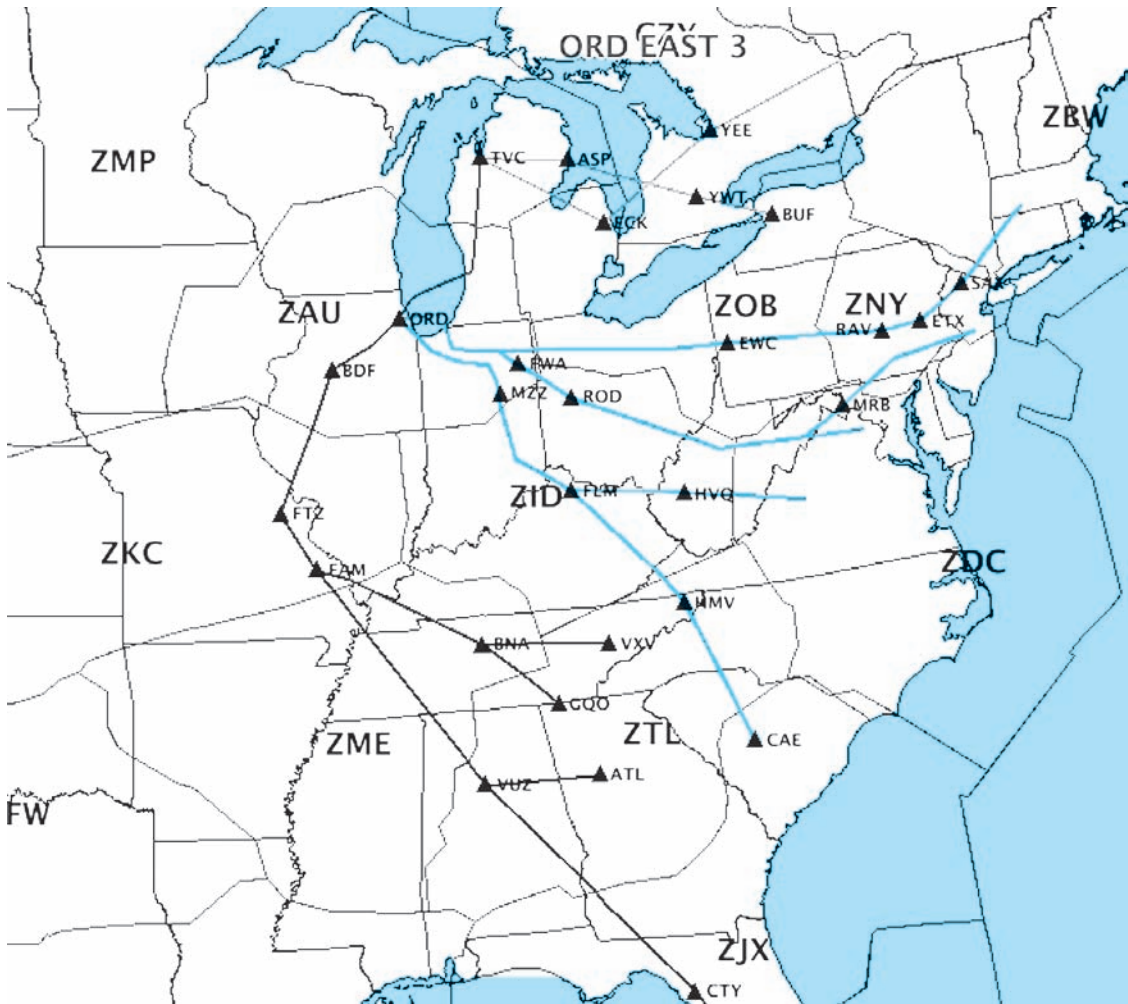 CZY
ORD EAST 3
YEE
ZBW
ZMP
TVC
ASP
YWT
BUF
ECK
SAX
ZAU
ORD
ZOB
ZNY
ETX
RAV
EWC
BDF
FWA
MZZ
ROD
MRB
ZID
FLM
HVQ
FTZ
ZKC
FAM
ZDC
HMV
BNA
VXV
GQO
ZME
ZTL
CAE
ATL
VUZ
FW
ZJX
CTY